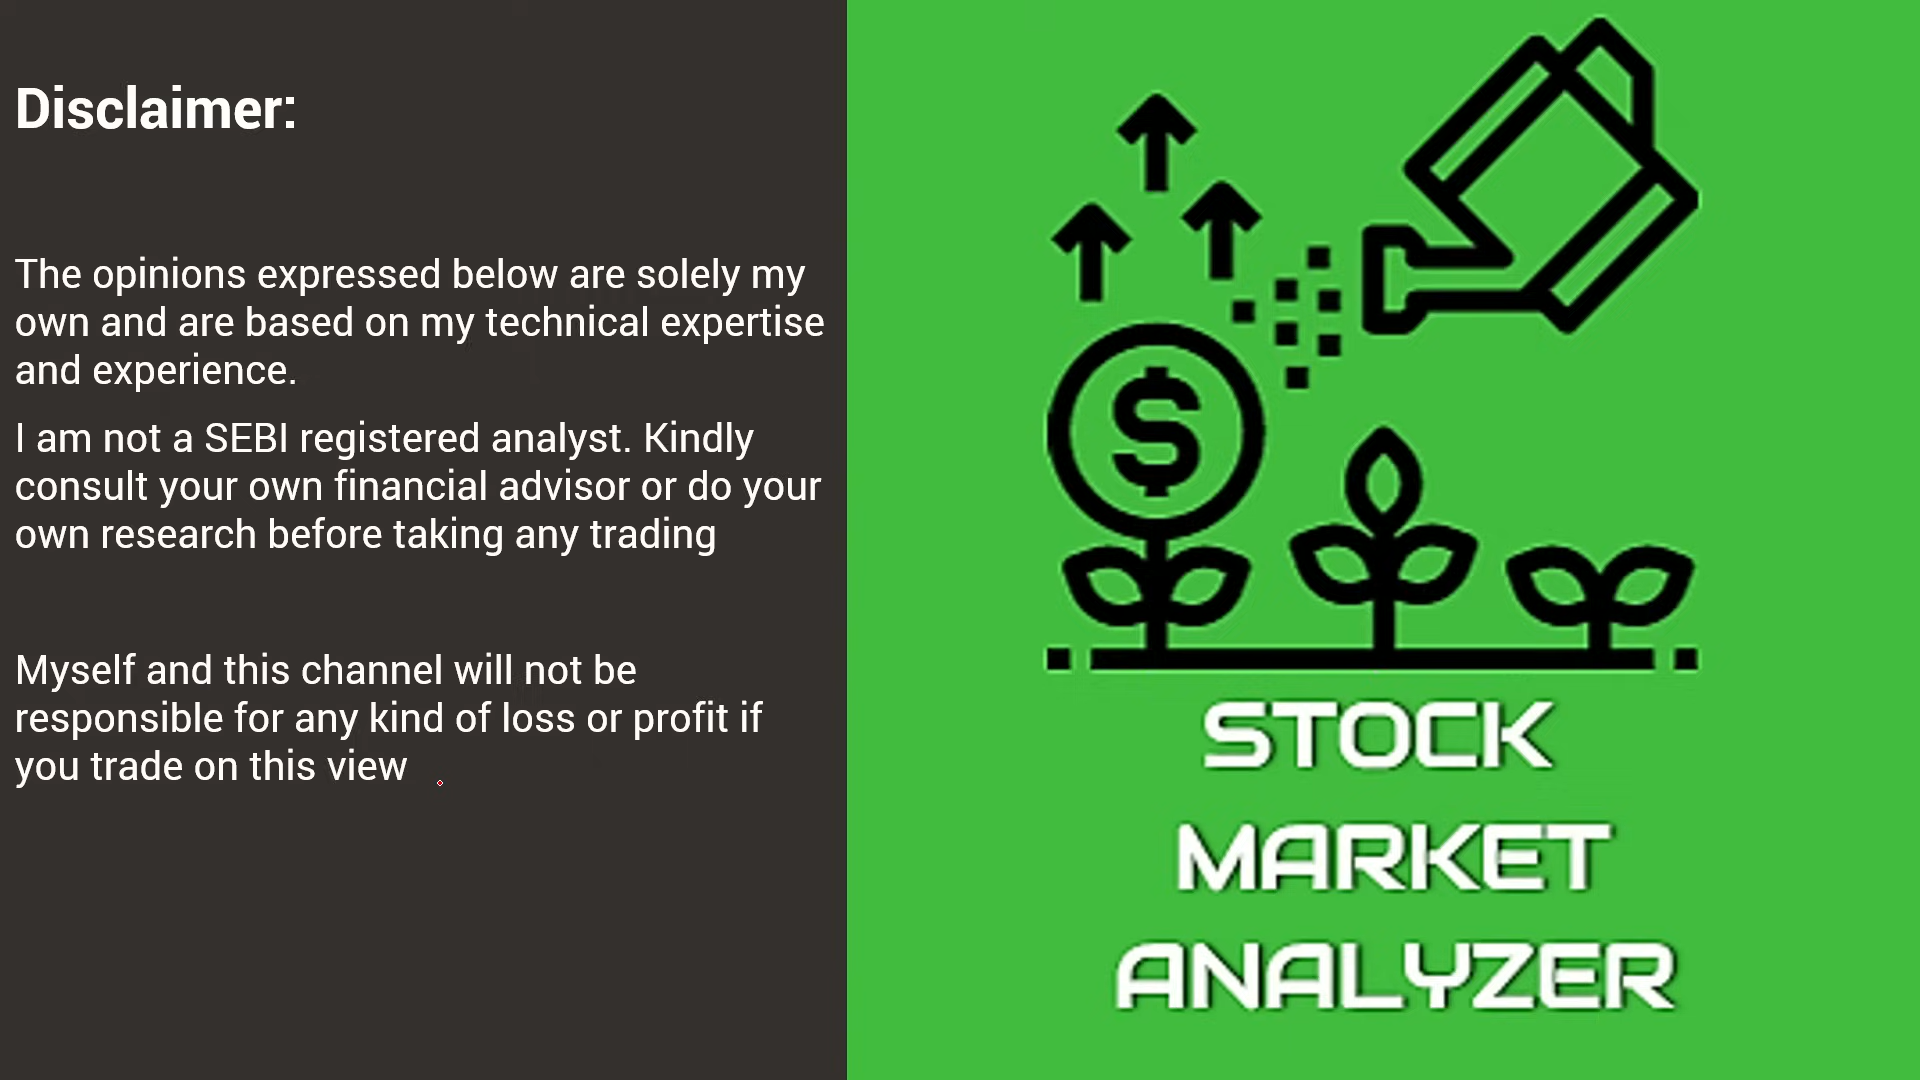 Disclaimer:
The opinions expressed below are solely my
own and are based on my technical expertise
and experience.
I am not a SEBI registered analyst. Kindly
consult your own financial advisor or do your
own research before taking any trading
Myself and this channel will not be
responsible for any kind of loss or profit if
you trade on this view
$
STOCK
MARKET
ANALYZER